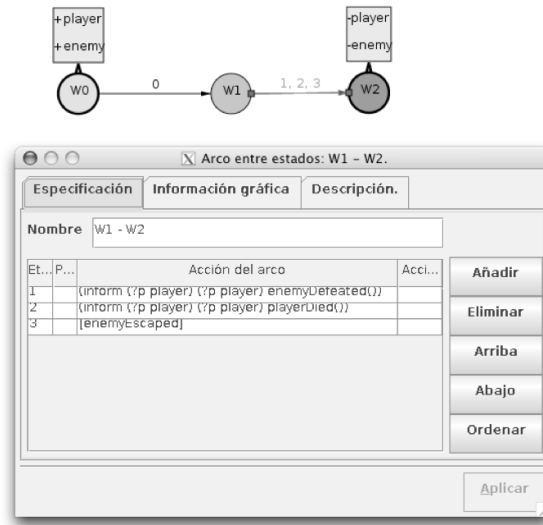 +player
+enemy
-player
-enemy
W0
0
W1
1, 2, 3
W2
X Arco entre estados: W1 - W2.
Especificación
Información gráfica
Descripción.
Nombre
W1 - W2
Et... P... Acción del arco Acci...
1 (inform (?p player) (?p player) enemyDefeated())
2 (inform (?p player) (?p player) playerDied())
3 [enemyEscaped]
Añadir
Eliminar
Arriba
Abajo
Ordenar
Aplicar